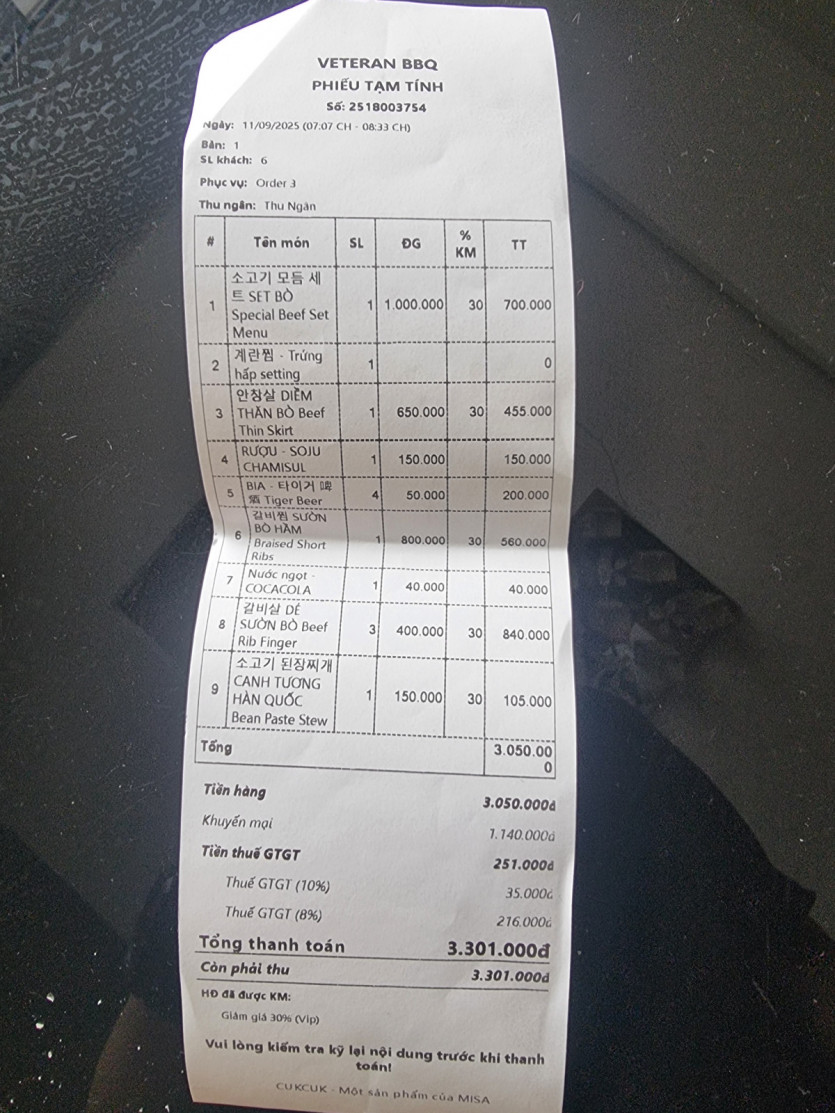 VETERAN BBQ
PHIẾU TẠM TÍNH
Số: 2518003754
Ngày: 11/09/2025 (07:07 CH - 08:33 CH)
Bàn: 1
SL khách: 6
Phục vụ: Order 3
Thu ngân: Thu Ngân
# Tên món SL ĐG % KM TT
1 소고기 모듬 세
트 SET BÒ
Special Beef Set
Menu 1 1.000.000 30 700.000
2 계란찜 - Trứng
hấp setting 1 0
3 안창살 DIỀM
THĂN BÒ Beef
Thin Skirt 1 650.000 30 455.000
4 RƯỢU - SOJU
CHAMISUL 1 150.000 150.000
5 BIA - 타이거 啤
酒 Tiger Beer 4 50.000 200.000
6 갈비찜 SƯỜN
BÒ HẦM
Braised Short
Ribs 1 800.000 30 560.000
7 Nước ngọt -
COCACOLA 1 40.000 40.000
8 갈비살 DẺ
SƯỜN BÒ Beef
Rib Finger 3 400.000 30 840.000
9 소고기 된장찌개
CANH TƯƠNG
HÀN QUỐC
Bean Paste Stew 1 150.000 30 105.000
Tổng 3.050.00
0
Tiền hàng 3.050.000đ
Khuyến mại 1.140.000đ
Tiền thuế GTGT 251.000đ
Thuế GTGT (10%) 35.000đ
Thuế GTGT (8%) 216.000đ
Tổng thanh toán 3.301.000đ
Còn phải thu 3.301.000đ
HĐ đã được KM:
Giảm giá 30% (Vip)
Vui lòng kiểm tra kỹ lại nội dung trước khi thanh
toán!
CUKCUK - Một sản phẩm của MISA